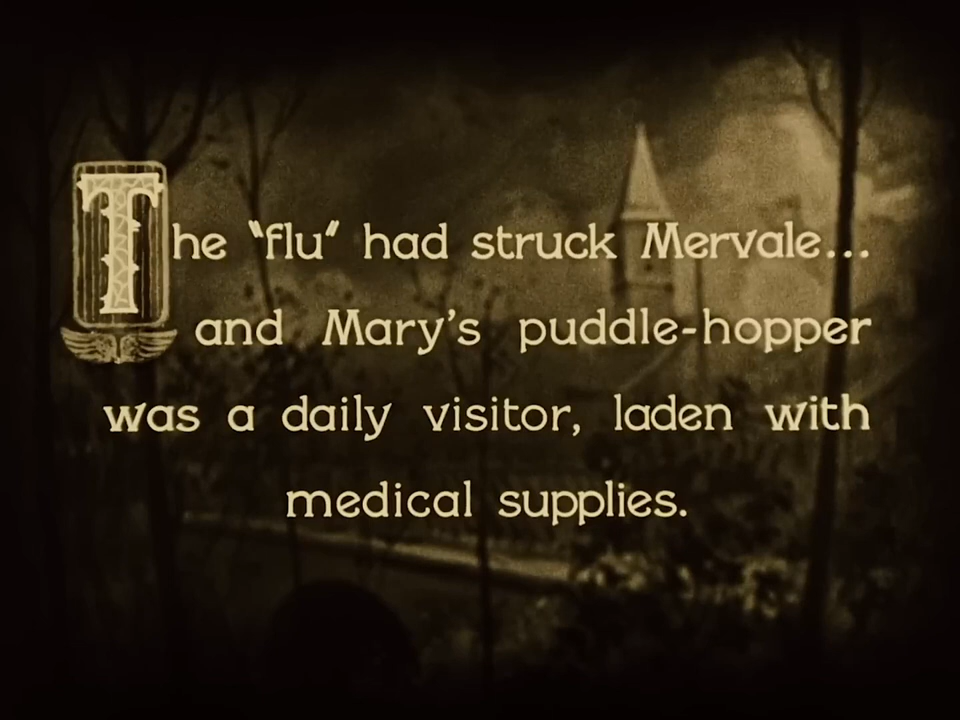 The “flu” had struck Mervale...
and Mary’s puddle-hopper
was a daily visitor, laden with
medical supplies.